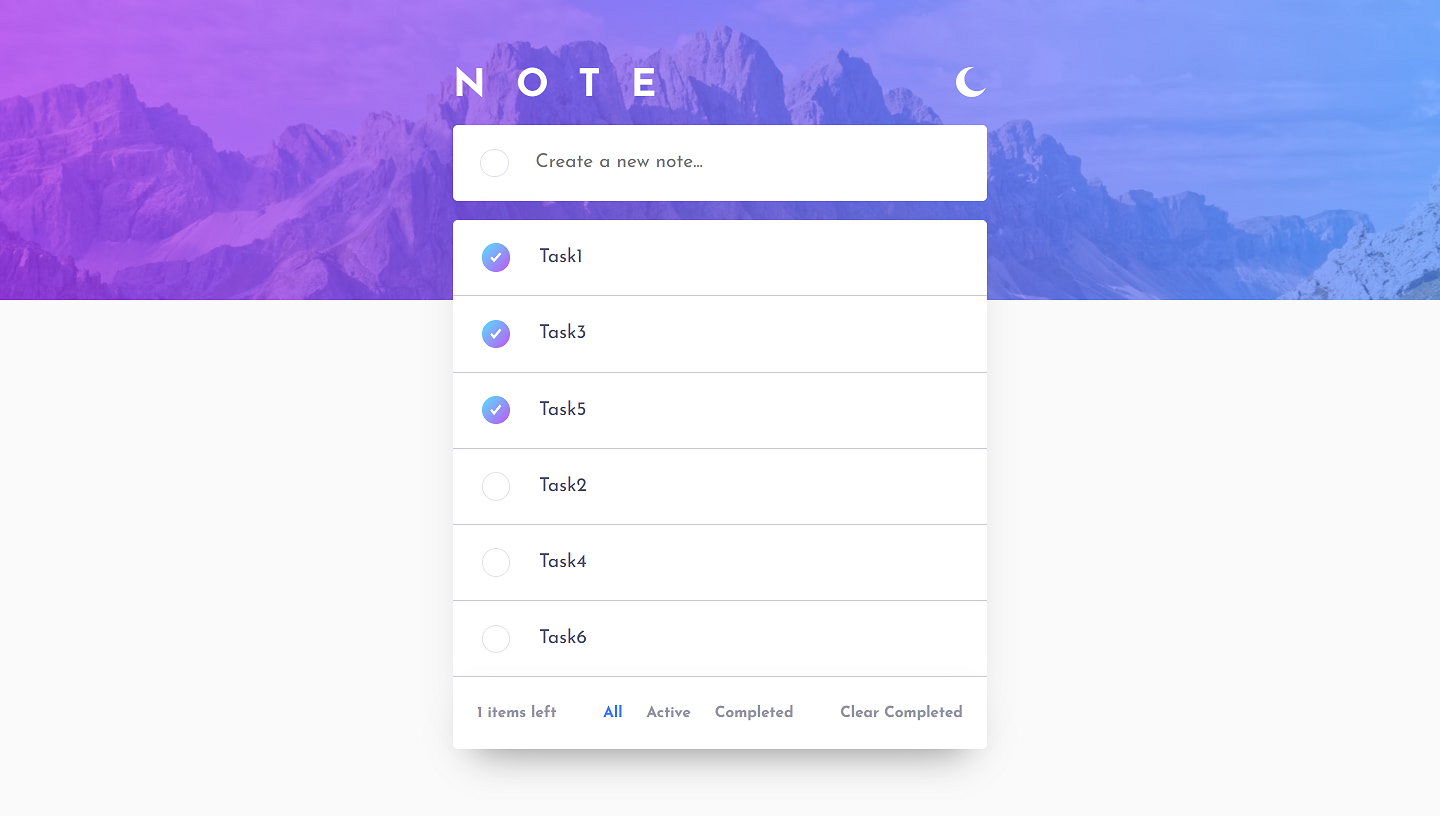 N O T E
Create a new note...
Task1
Task3
Task5
Task2
Task4
Task6
1 items left All Active Completed Clear Completed